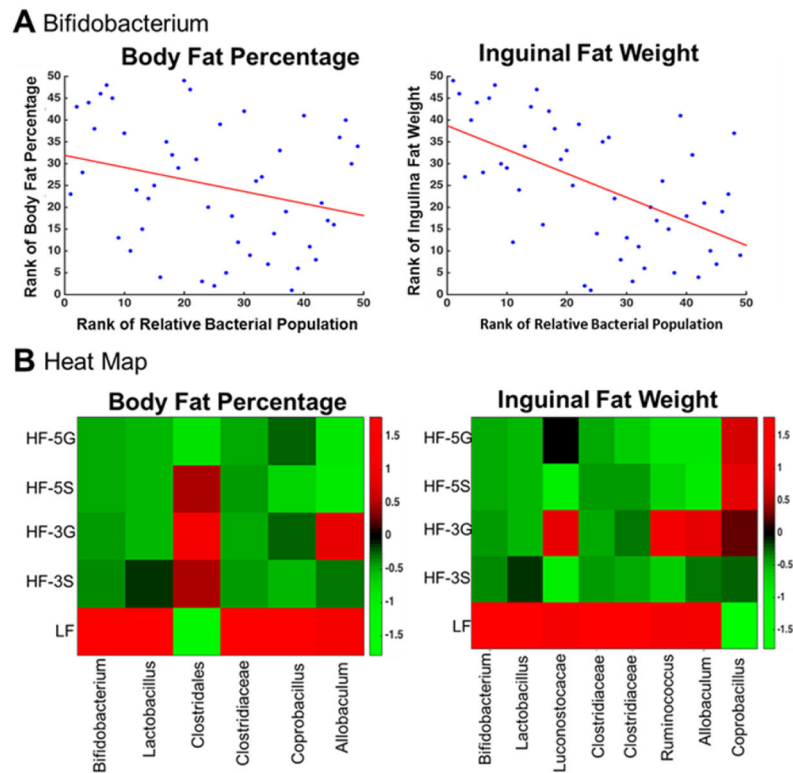 A Bifidobacterium
Body Fat Percentage
Inguinal Fat Weight
Rank of Body Fat Percentage
50
45
40
35
30
25
20
15
10
5
0
0 10 20 30 40 50
Rank of Relative Bacterial Population
Rank of Ingulina Fat Weight
50
45
40
35
30
25
20
15
10
5
0
0 10 20 30 40 50
Rank of Relative Bacterial Population
B Heat Map
Body Fat Percentage
Inguinal Fat Weight
HF-5G
HF-5S
HF-3G
HF-3S
LF
1.5
1
0.5
0
-0.5
-1
-1.5
Bifidobacterium
Lactobacillus
Clostridales
Clostridiaceae
Coprobacillus
Allobaculum
HF-5G
HF-5S
HF-3G
HF-3S
LF
1.5
1
0.5
0
-0.5
-1
-1.5
Bifidobacterium
Lactobacillus
Luconostocacae
Clostridiaceae
Clostridiaceae
Ruminococcus
Allobaculum
Coprobacillus